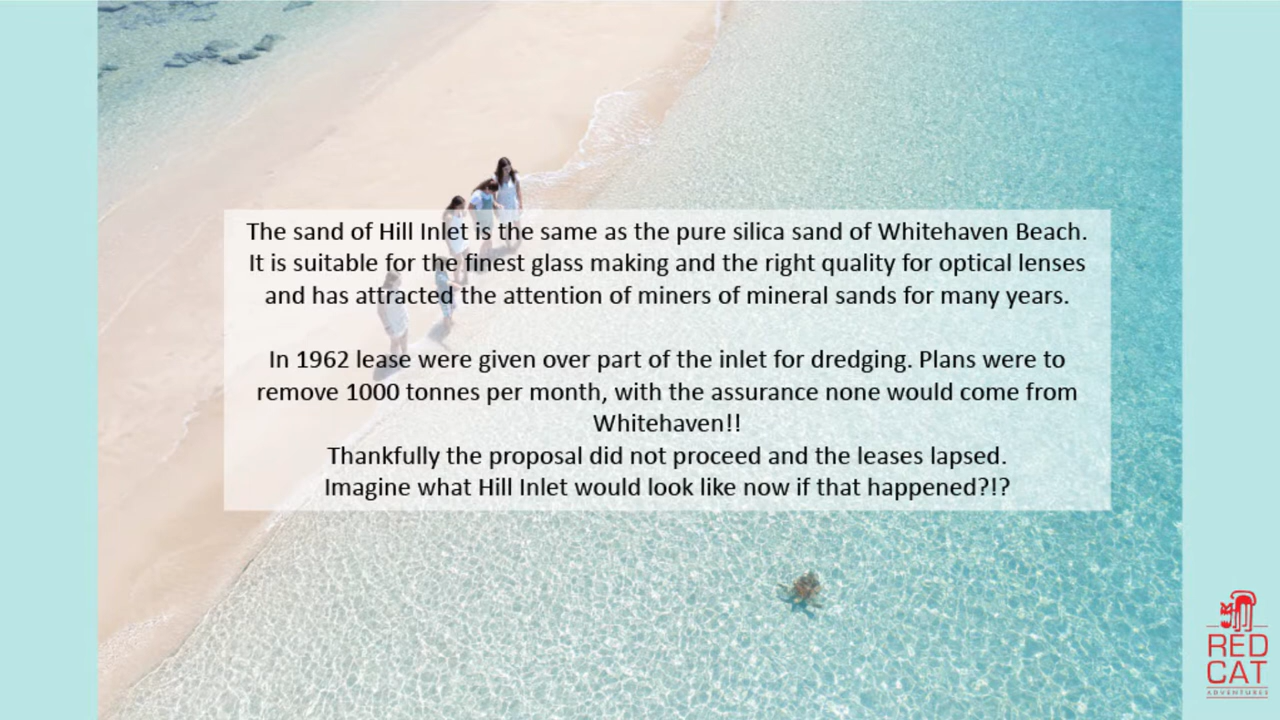 The sand of Hill Inlet is the same as the pure silica sand of Whitehaven Beach.
It is suitable for the finest glass making and the right quality for optical lenses
and has attracted the attention of miners of mineral sands for many years.
In 1962 lease were given over part of the inlet for dredging. Plans were to
remove 1000 tonnes per month, with the assurance none would come from
Whitehaven!!
Thankfully the proposal did not proceed and the leases lapsed.
Imagine what Hill Inlet would look like now if that happened?!?
RED
CAT
ADVENTURES